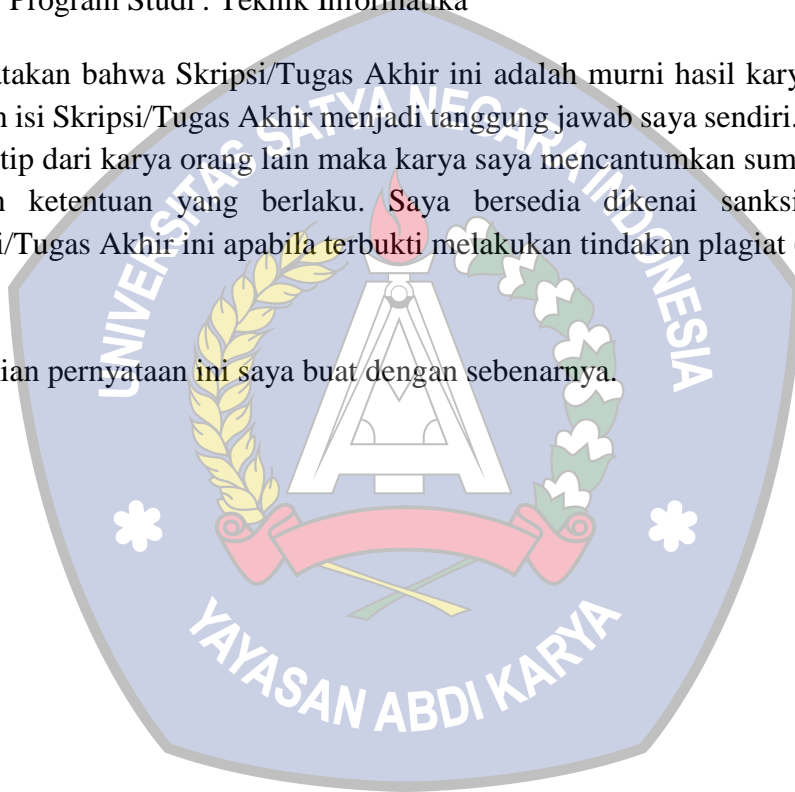 Program Studi : Teknik Informatika
takan bahwa Skripsi/Tugas Akhir ini adalah murni hasil kary
isi Skripsi/Tugas Akhir menjadi tanggung jawab saya sendiri.
tip dari karya orang lain maka karya saya mencantumkan sum
ketentuan yang berlaku. Saya bersedia dikenai sanksi
i/Tugas Akhir ini apabila terbukti melakukan tindakan plagiat
ian pernyataan ini saya buat dengan sebenarnya.
UNIVERSITAS SATYA NEGARA INDONESIA
YAYASAN ABDI KARYA